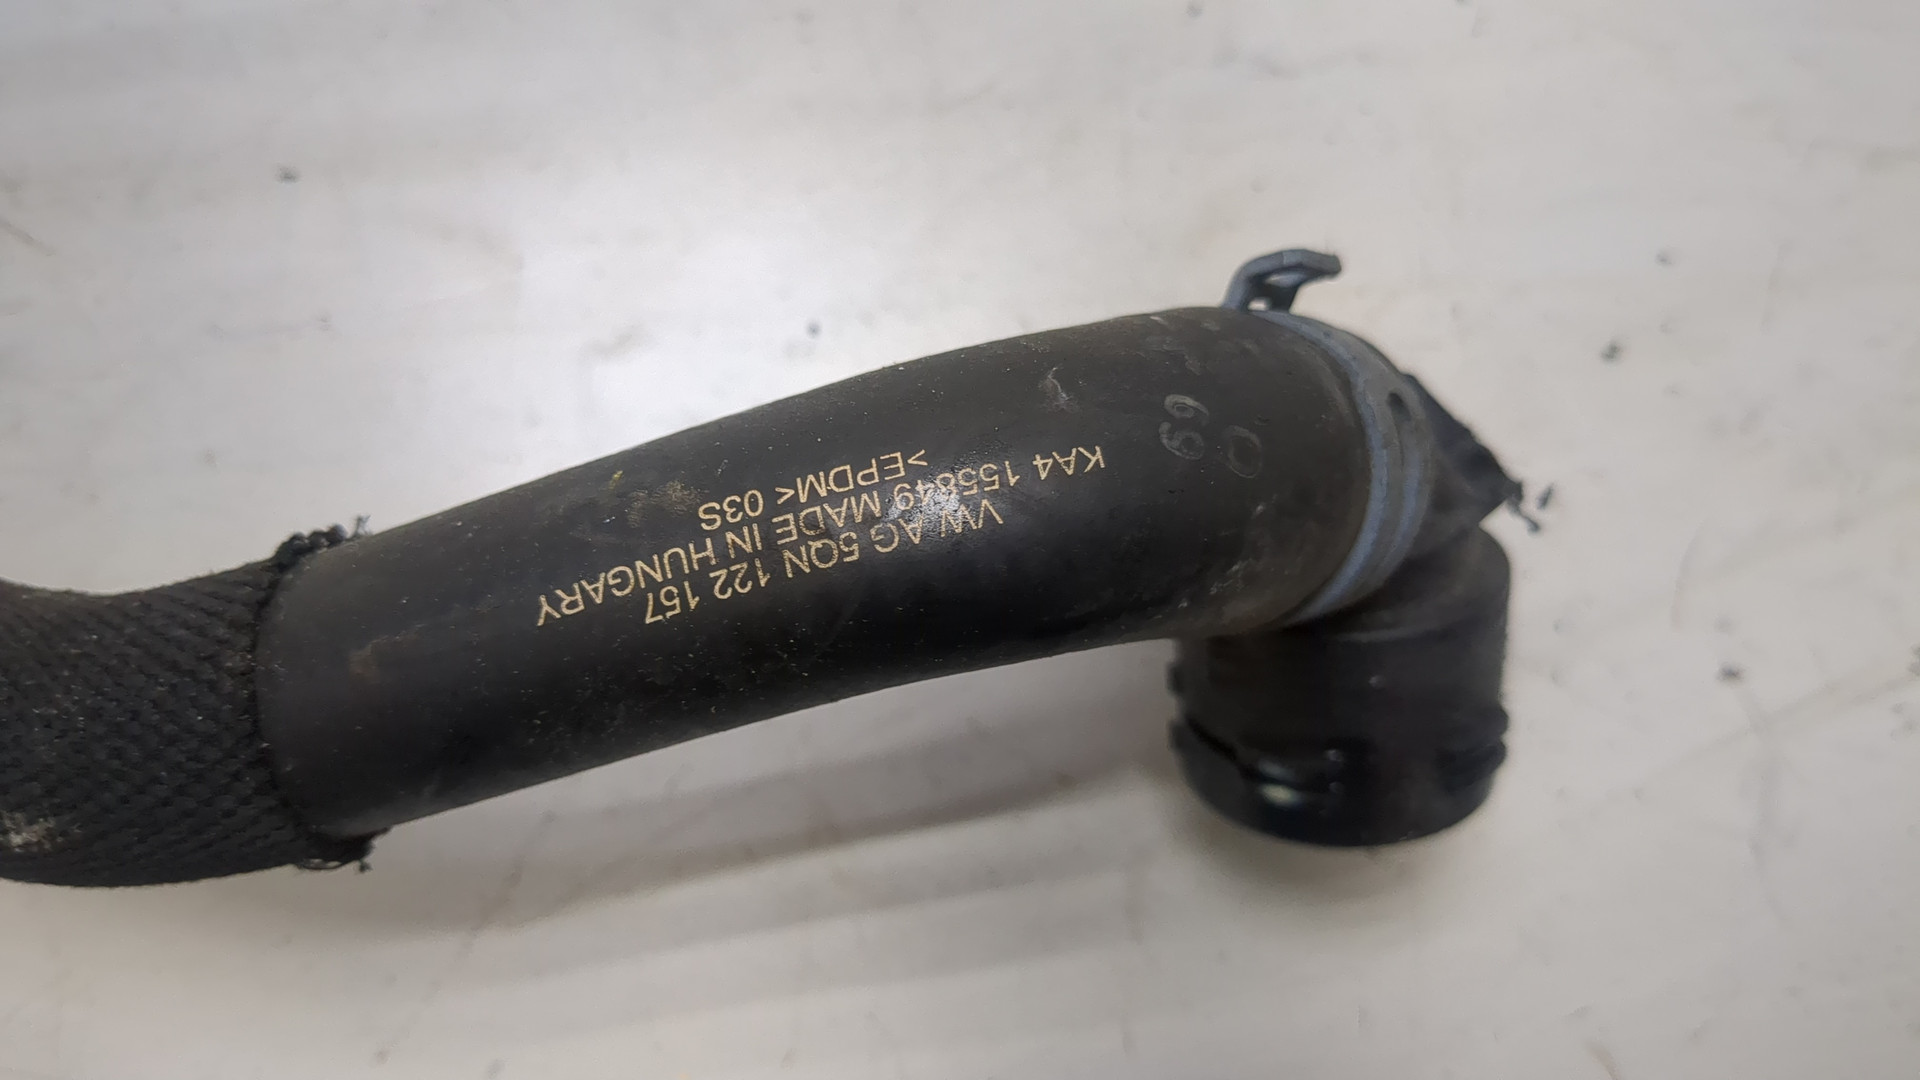 VW AG 5QN 122 157
KA4 155849 MADE IN HUNGARY
>EPDM< 03S
69